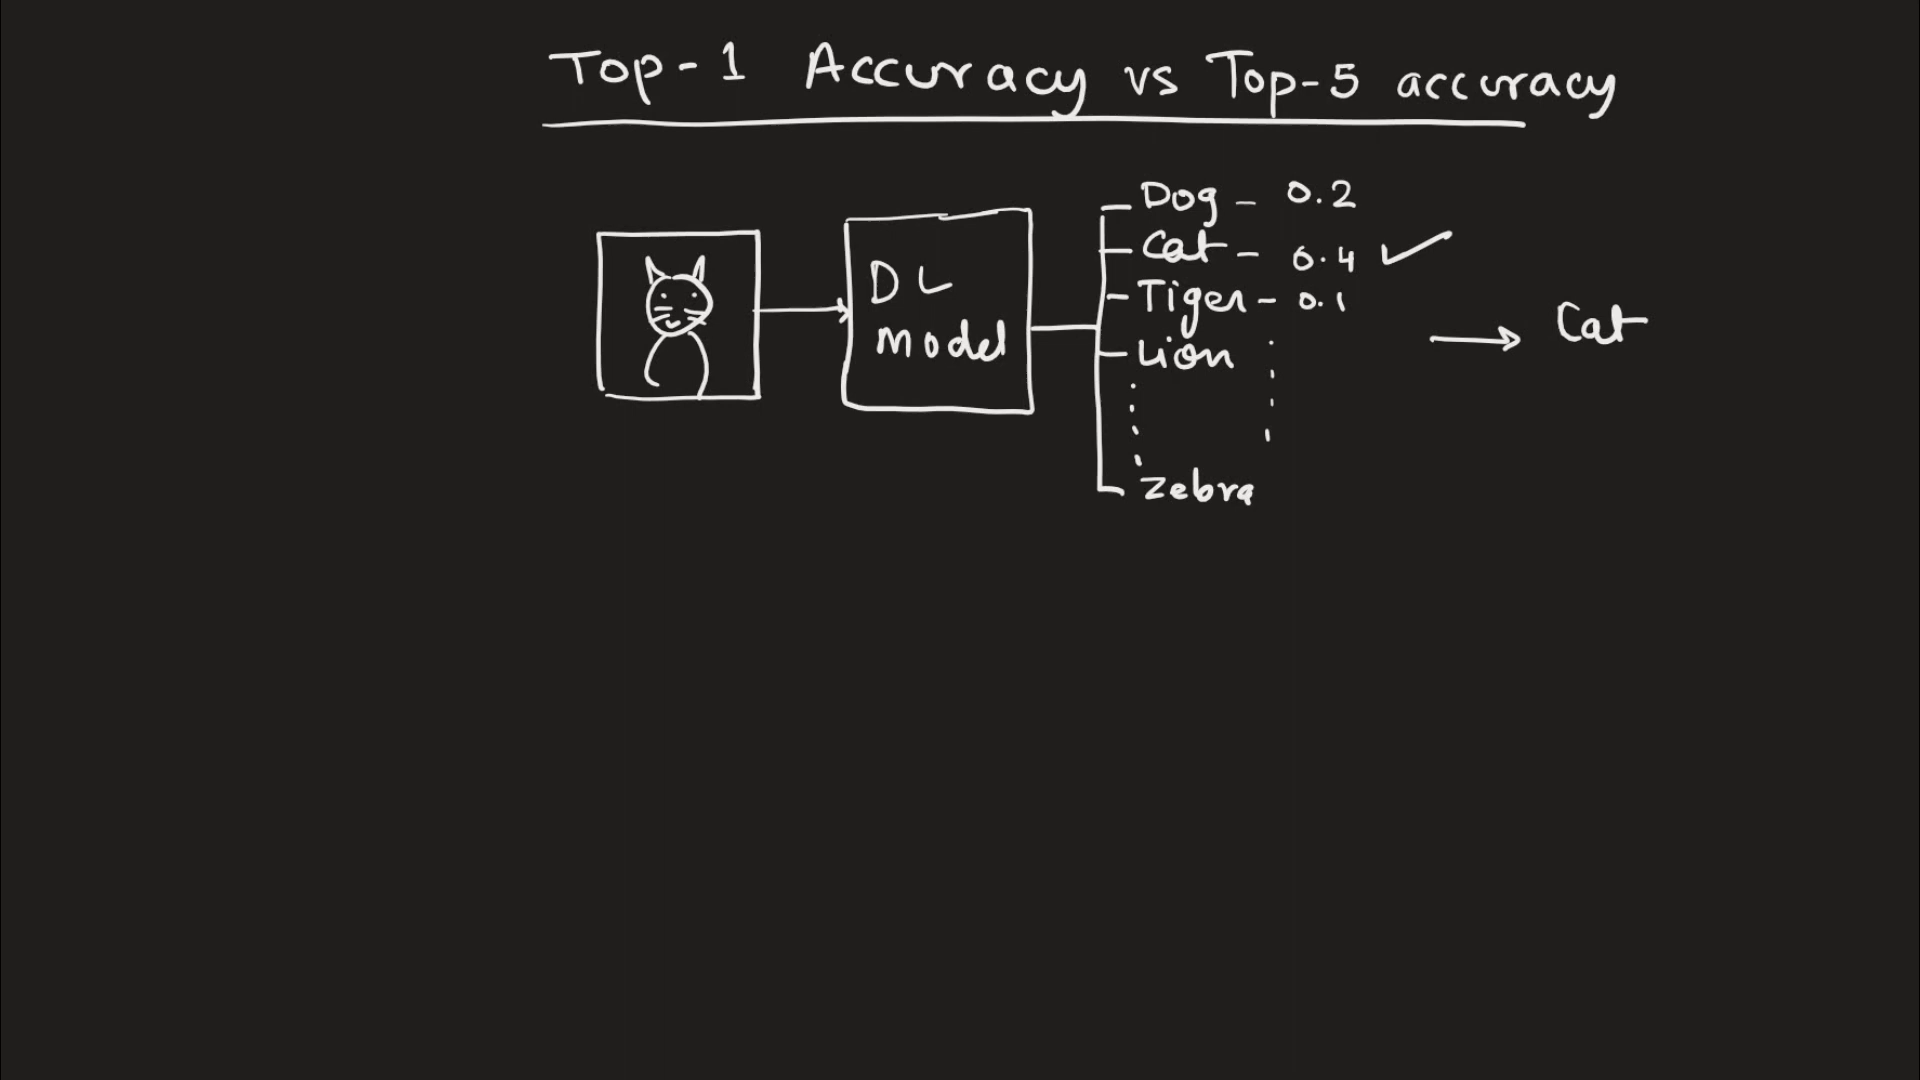 Top-1 Accuracy vs Top-5 accuracy
Dog - 0.2
Cat - 0.4
Tiger - 0.1
Lion
Zebra
DL
Model
Cat